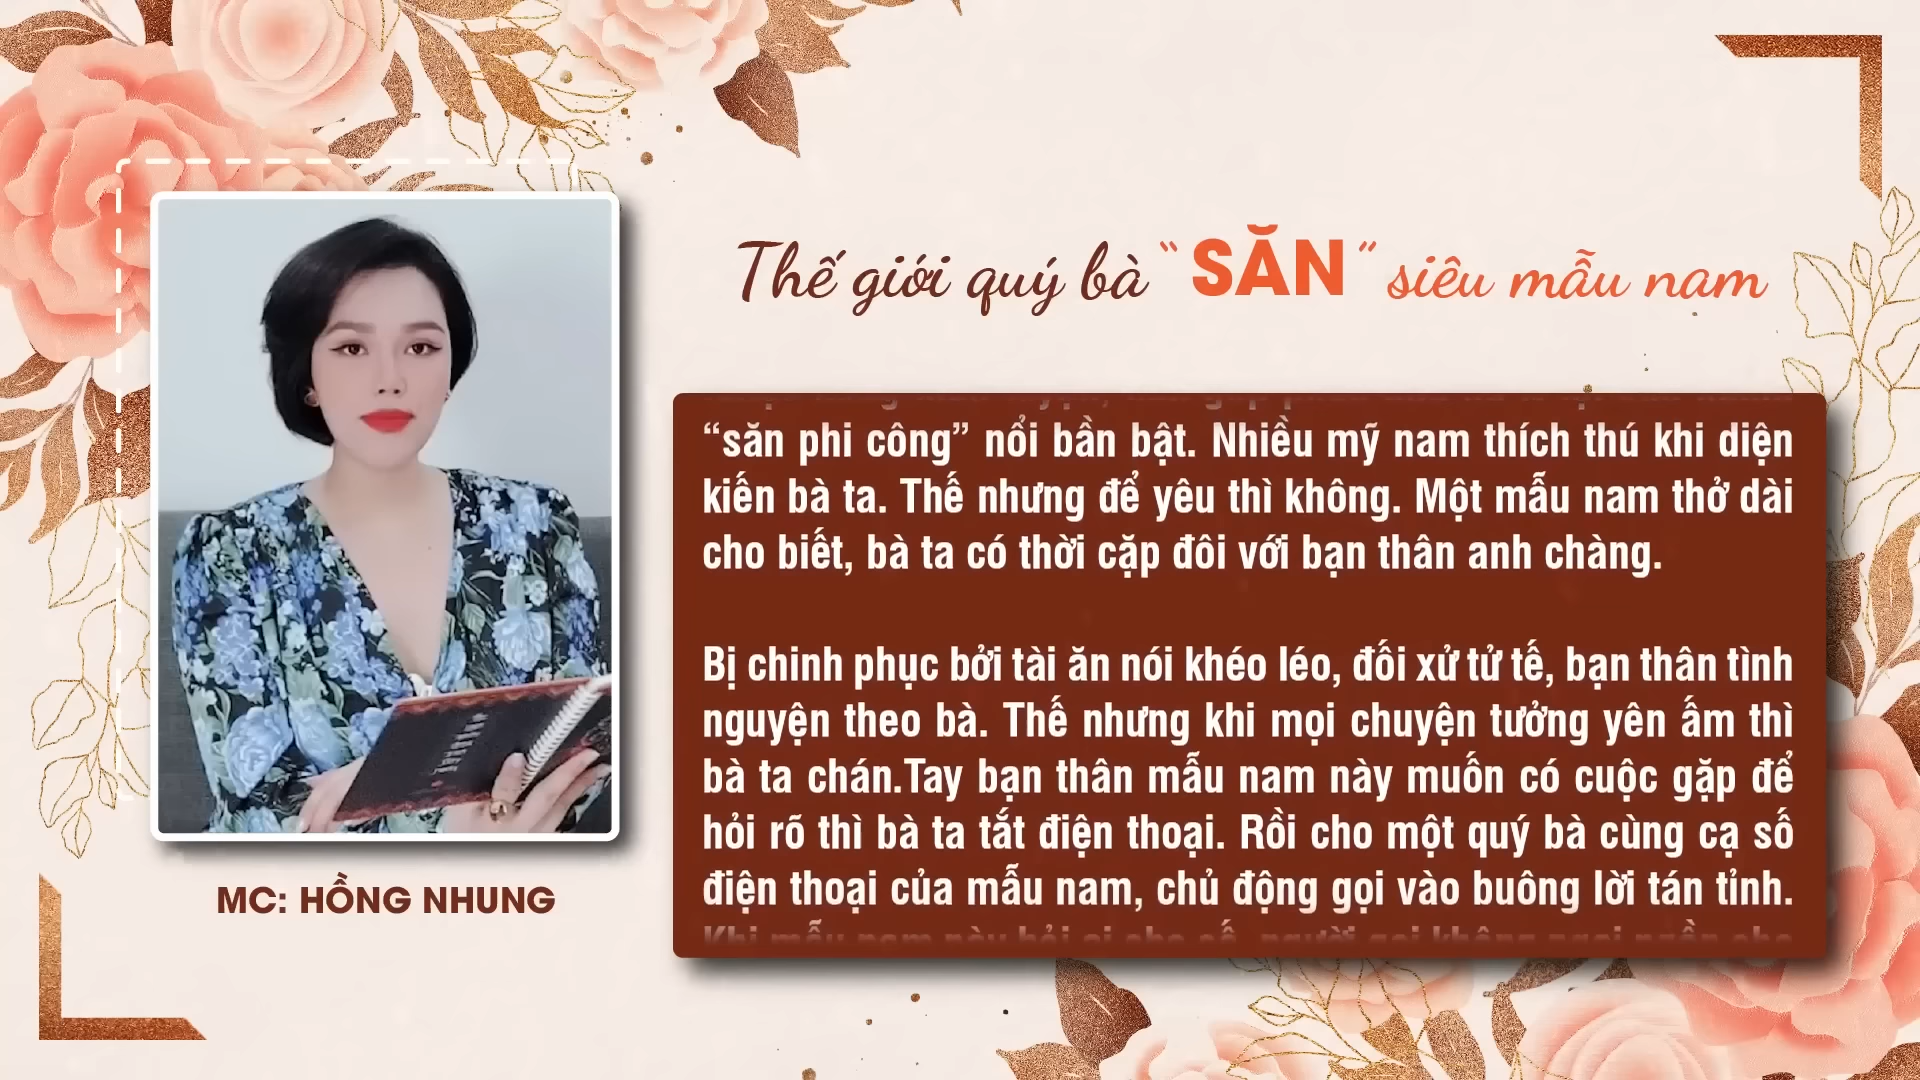 Thế giới quý bà “SĂN” siêu mẫu nam
“săn phi công” nổi bần bật. Nhiều mỹ nam thích thú khi diện
kiến bà ta. Thế nhưng để yêu thì không. Một mẫu nam thở dài
cho biết, bà ta có thời cặp đôi với bạn thân anh chàng.
Bị chinh phục bởi tài ăn nói khéo léo, đối xử tử tế, bạn thân tình
nguyện theo bà. Thế nhưng khi mọi chuyện tưởng yên ấm thì
bà ta chán.Tay bạn thân mẫu nam này muốn có cuộc gặp để
hỏi rõ thì bà ta tắt điện thoại. Rồi cho một quý bà cùng cạ số
điện thoại của mẫu nam, chủ động gọi vào buông lời tán tỉnh.
MC: HỒNG NHUNG